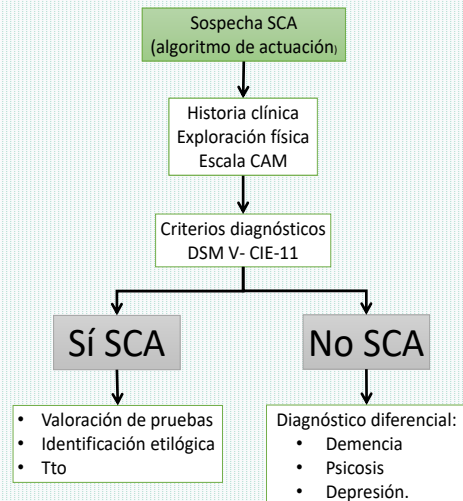 Sospecha SCA
(algoritmo de actuación)
Historia clínica
Exploración física
Escala CAM
Criterios diagnósticos
DSM V- CIE-11
Sí SCA
No SCA
• Valoración de pruebas
• Identificación etilógica
• Tto
Diagnóstico diferencial:
• Demencia
• Psicosis
• Depresión.